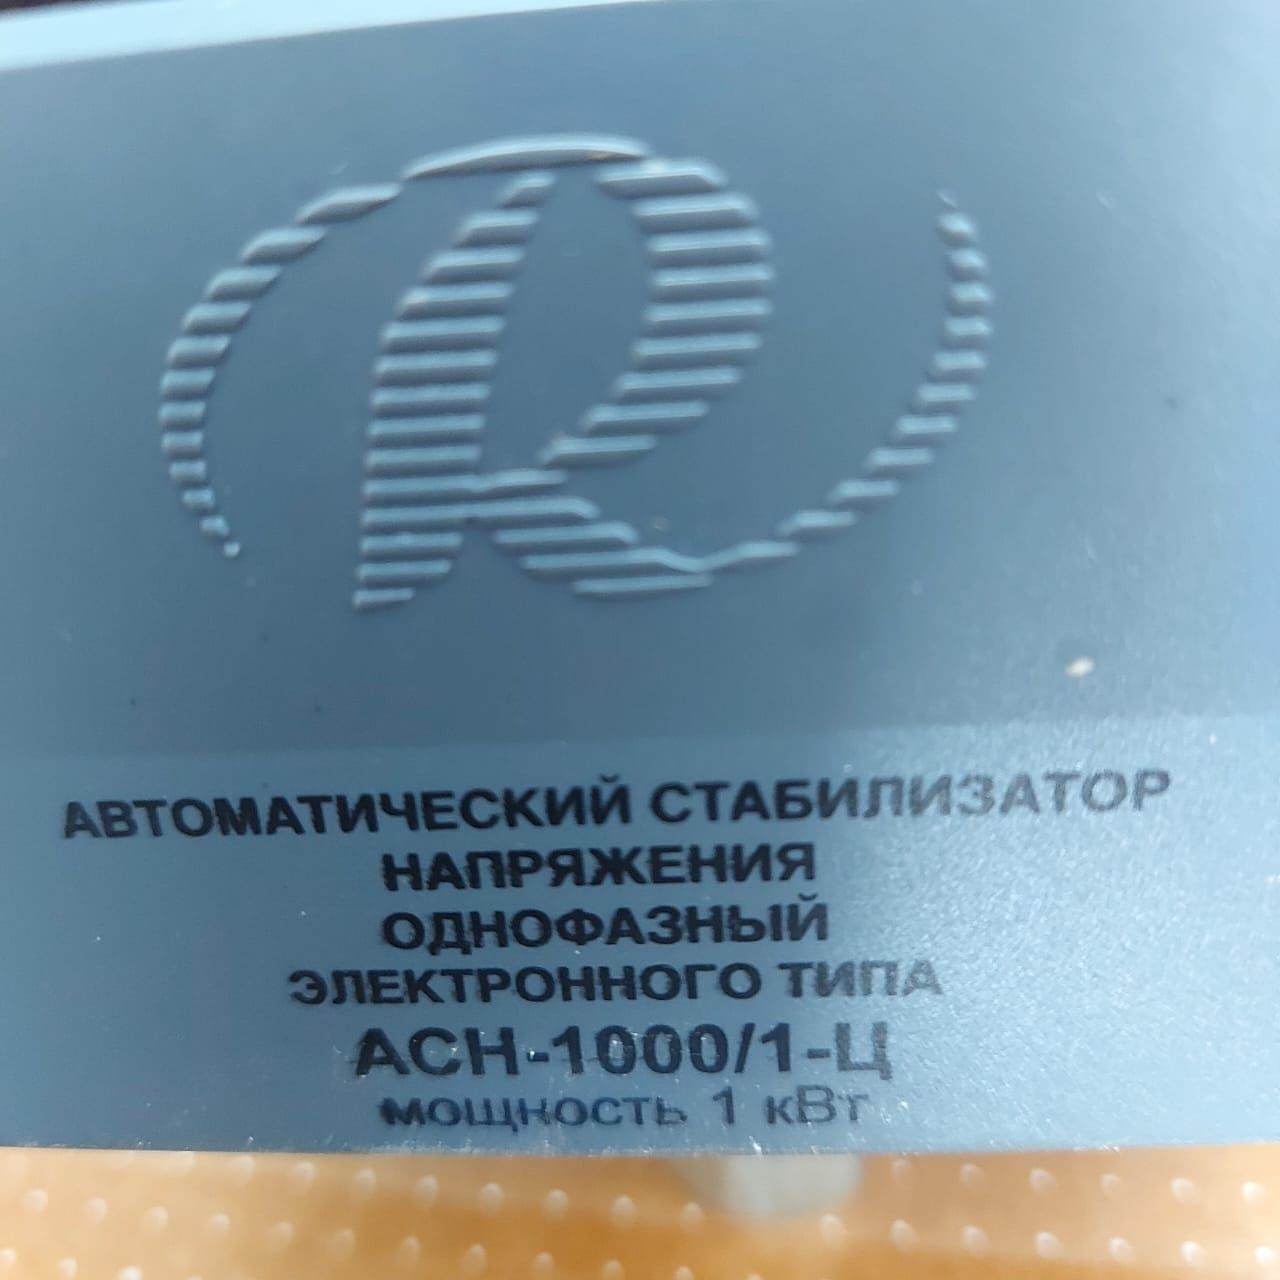 АВТОМАТИЧЕСКИЙ СТАБИЛИЗАТОР
НАПРЯЖЕНИЯ
ОДНОФАЗНЫЙ
ЭЛЕКТРОННОГО ТИПА
АСН-1000/1-Ц
мощность 1 кВт